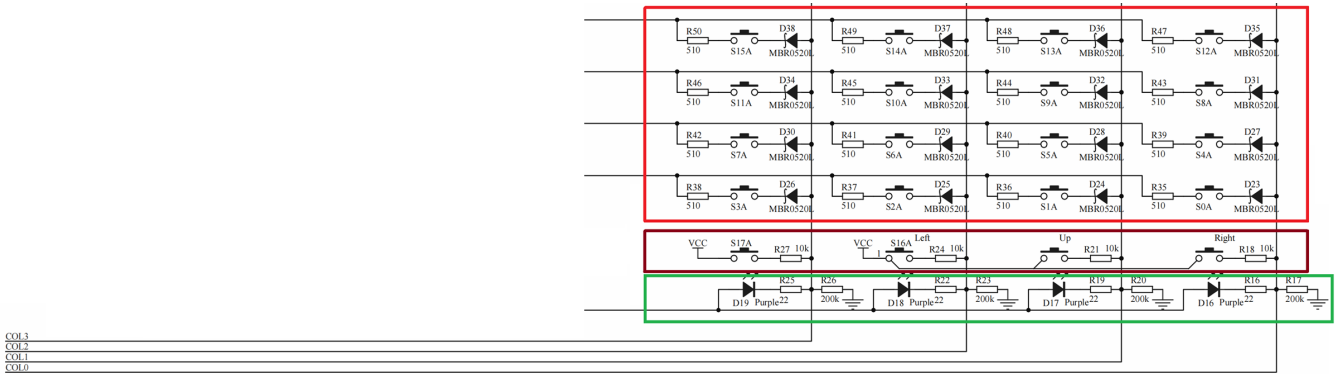 R50 S15A D38 R49 S14A D37 R48 S13A D36 R47 S12A D35
510 MBR0520L 510 MBR0520L 510 MBR0520L 510 MBR0520L
R46 S11A D34 R45 S10A D33 R44 S9A D32 R43 S8A D31
510 MBR0520L 510 MBR0520L 510 MBR0520L 510 MBR0520L
R42 S7A D30 R41 S6A D29 R40 S5A D28 R39 S4A D27
510 MBR0520L 510 MBR0520L 510 MBR0520L 510 MBR0520L
R38 S3A D26 R37 S2A D25 R36 S1A D24 R35 S0A D23
510 MBR0520L 510 MBR0520L 510 MBR0520L 510 MBR0520L
Left Up Right
VCC S17A R27 10k VCC 1 S16A R24 10k R21 10k R18 10k
R25 R26 R22 R23 R19 R20 R16 R17
D19 Purple 22 200k D18 Purple 22 200k D17 Purple 22 200k D16 Purple 22 200k
COL3
COL2
COL1
COL0